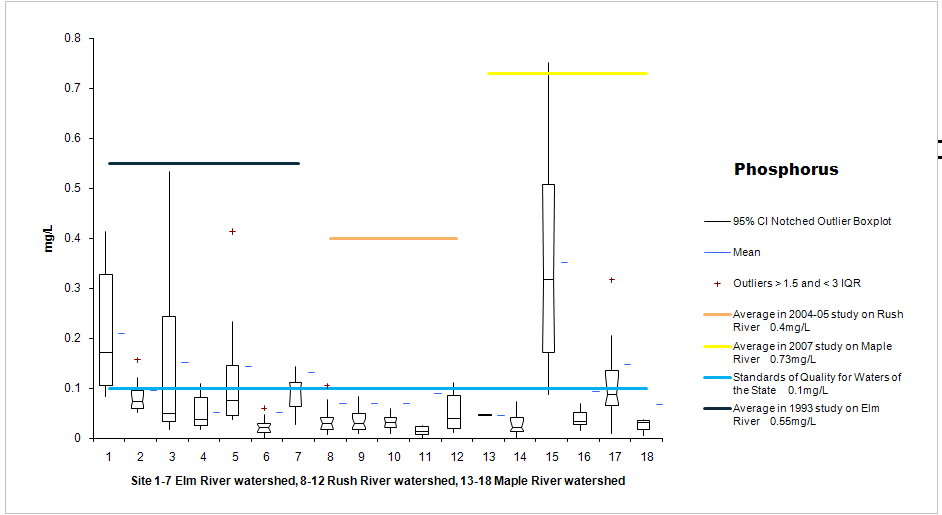 0.8
0.7
0.6
0.5
0.4
0.3
0.2
0.1
0
mg/L
1 2 3 4 5 6 7 8 9 10 11 12 13 14 15 16 17 18
Site 1-7 Elm River watershed, 8-12 Rush River watershed, 13-18 Maple River watershed
Phosphorus
95% CI Notched Outlier Boxplot
Mean
Outliers > 1.5 and < 3 IQR
Average in 2004-05 study on Rush
River 0.4mg/L
Average in 2007 study on Maple
River 0.73mg/L
Standards of Quality for Waters of
the State 0.1mg/L
Average in 1993 study on Elm
River 0.55mg/L